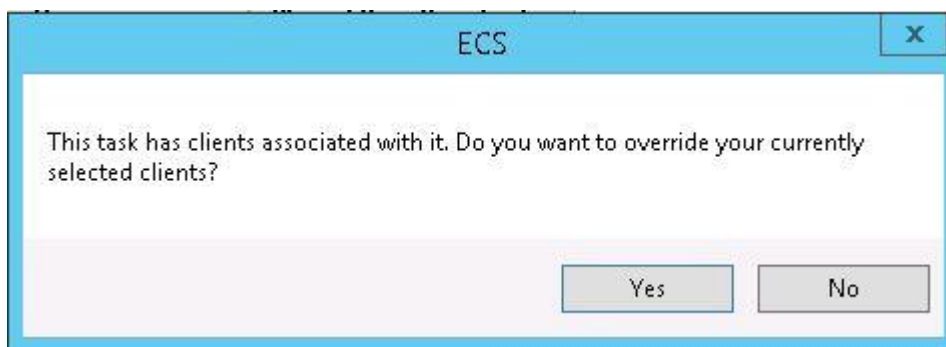 ECS
x
This task has clients associated with it. Do you want to override your currently
selected clients?
Yes
No